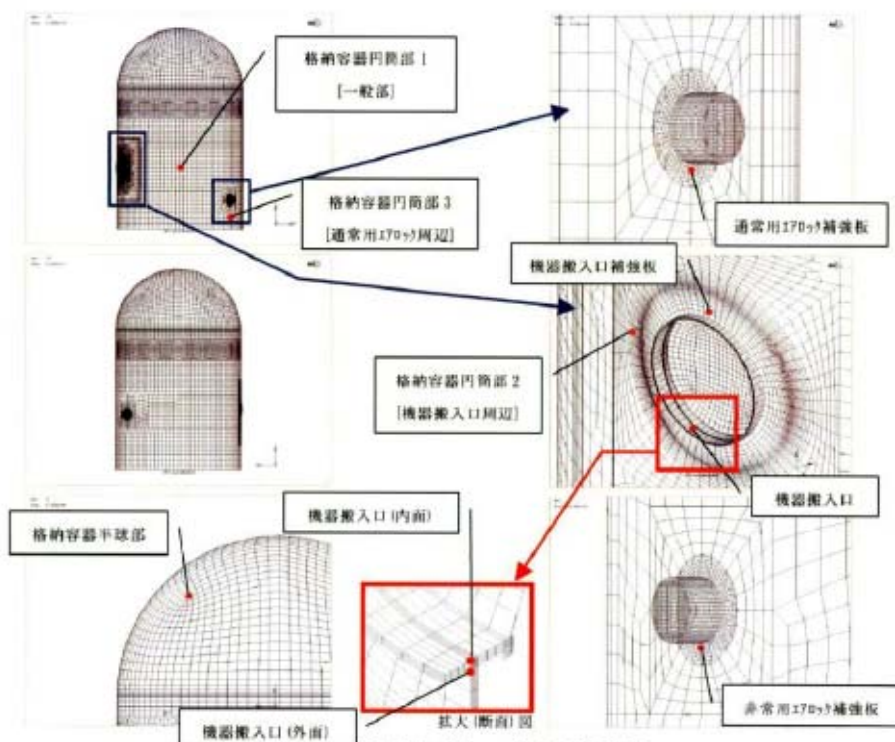 格納容器円筒部 1
[一般部]
格納容器円筒部 3
[通常用エアロック周辺]
通常用エアロック補強板
機器搬入口補強板
格納容器円筒部 2
[機器搬入口周辺]
機器搬入口
機器搬入口(内面)
格納容器半球部
機器搬入口(外面)
拡大(断面)図
非常用エアロック補強板